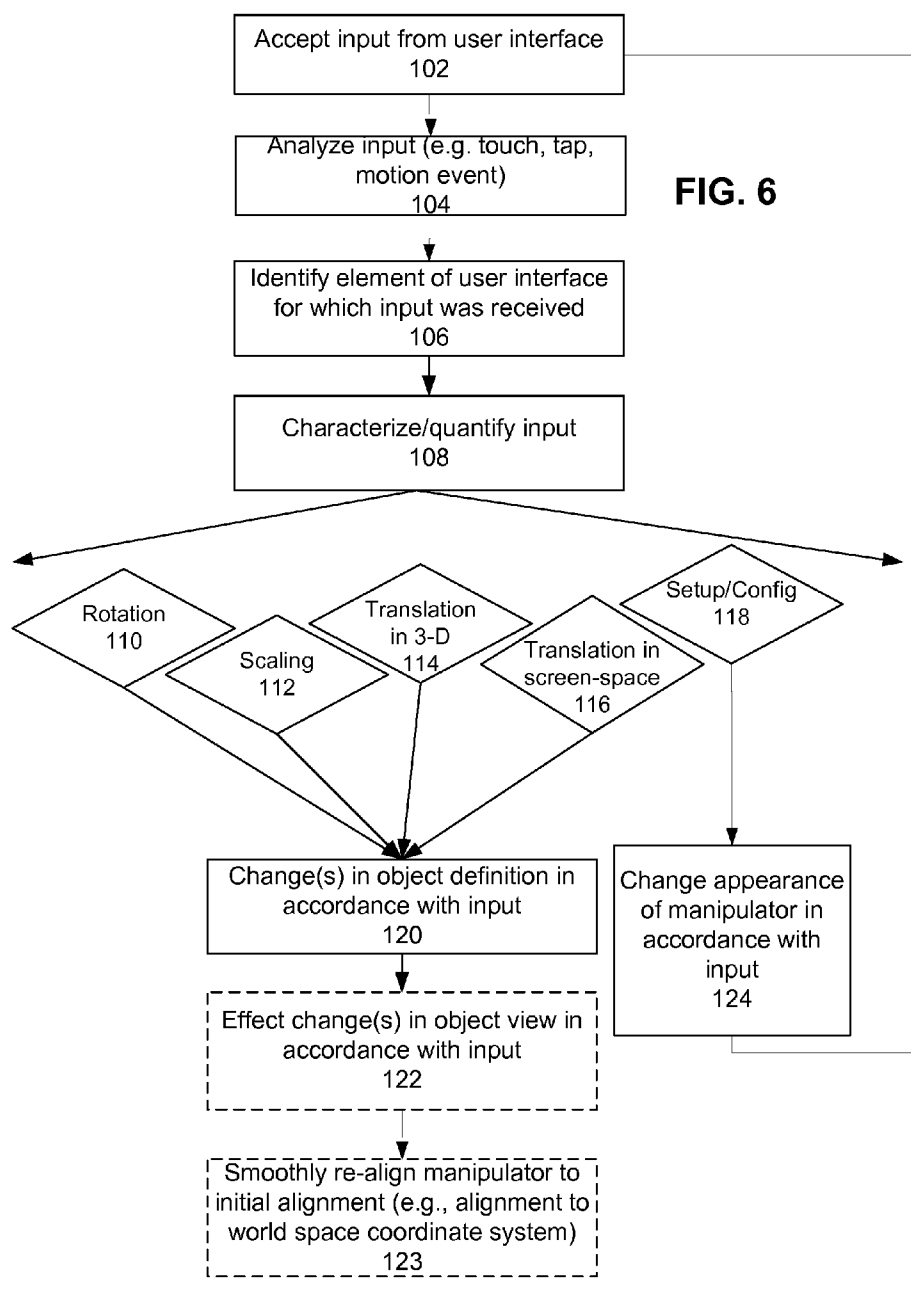 Accept input from user interface
102
Analyze input (e.g. touch, tap,
motion event)
104
FIG. 6
Identify element of user interface
for which input was received
106
Characterize/quantify input
108
Rotation
110
Scaling
112
Translation
in 3-D
114
Translation in
screen-space
116
Setup/Config
118
Change(s) in object definition in
accordance with input
120
Change appearance
of manipulator in
accordance with
input
124
Effect change(s) in object view in
accordance with input
122
Smoothly re-align manipulator to
initial alignment (e.g., alignment to
world space coordinate system)
123